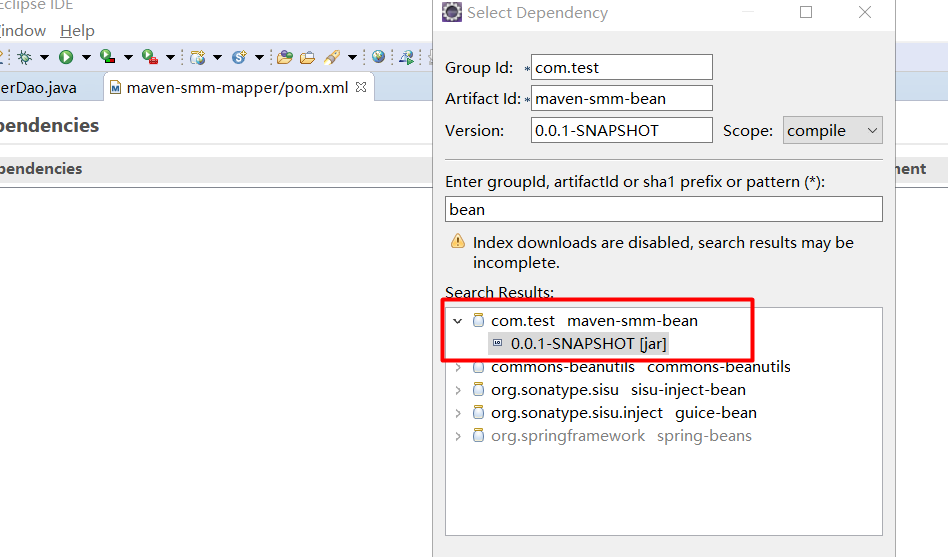 Eclipse IDE
Select Dependency
Window Help
Group Id: * com.test
erDao.java maven-smm-mapper/pom.xml
Artifact Id: * maven-smm-bean
pendencies
Version: 0.0.1-SNAPSHOT Scope: compile
pendencies
nent
Enter groupId, artifactId or sha1 prefix or pattern (*):
bean
Index downloads are disabled, search results may be
incomplete.
Search Results:
com.test maven-smm-bean
0.0.1-SNAPSHOT [jar]
commons-beanutils commons-beanutils
org.sonatype.sisu sisu-inject-bean
org.sonatype.sisu.inject guice-bean
org.springframework spring-beans